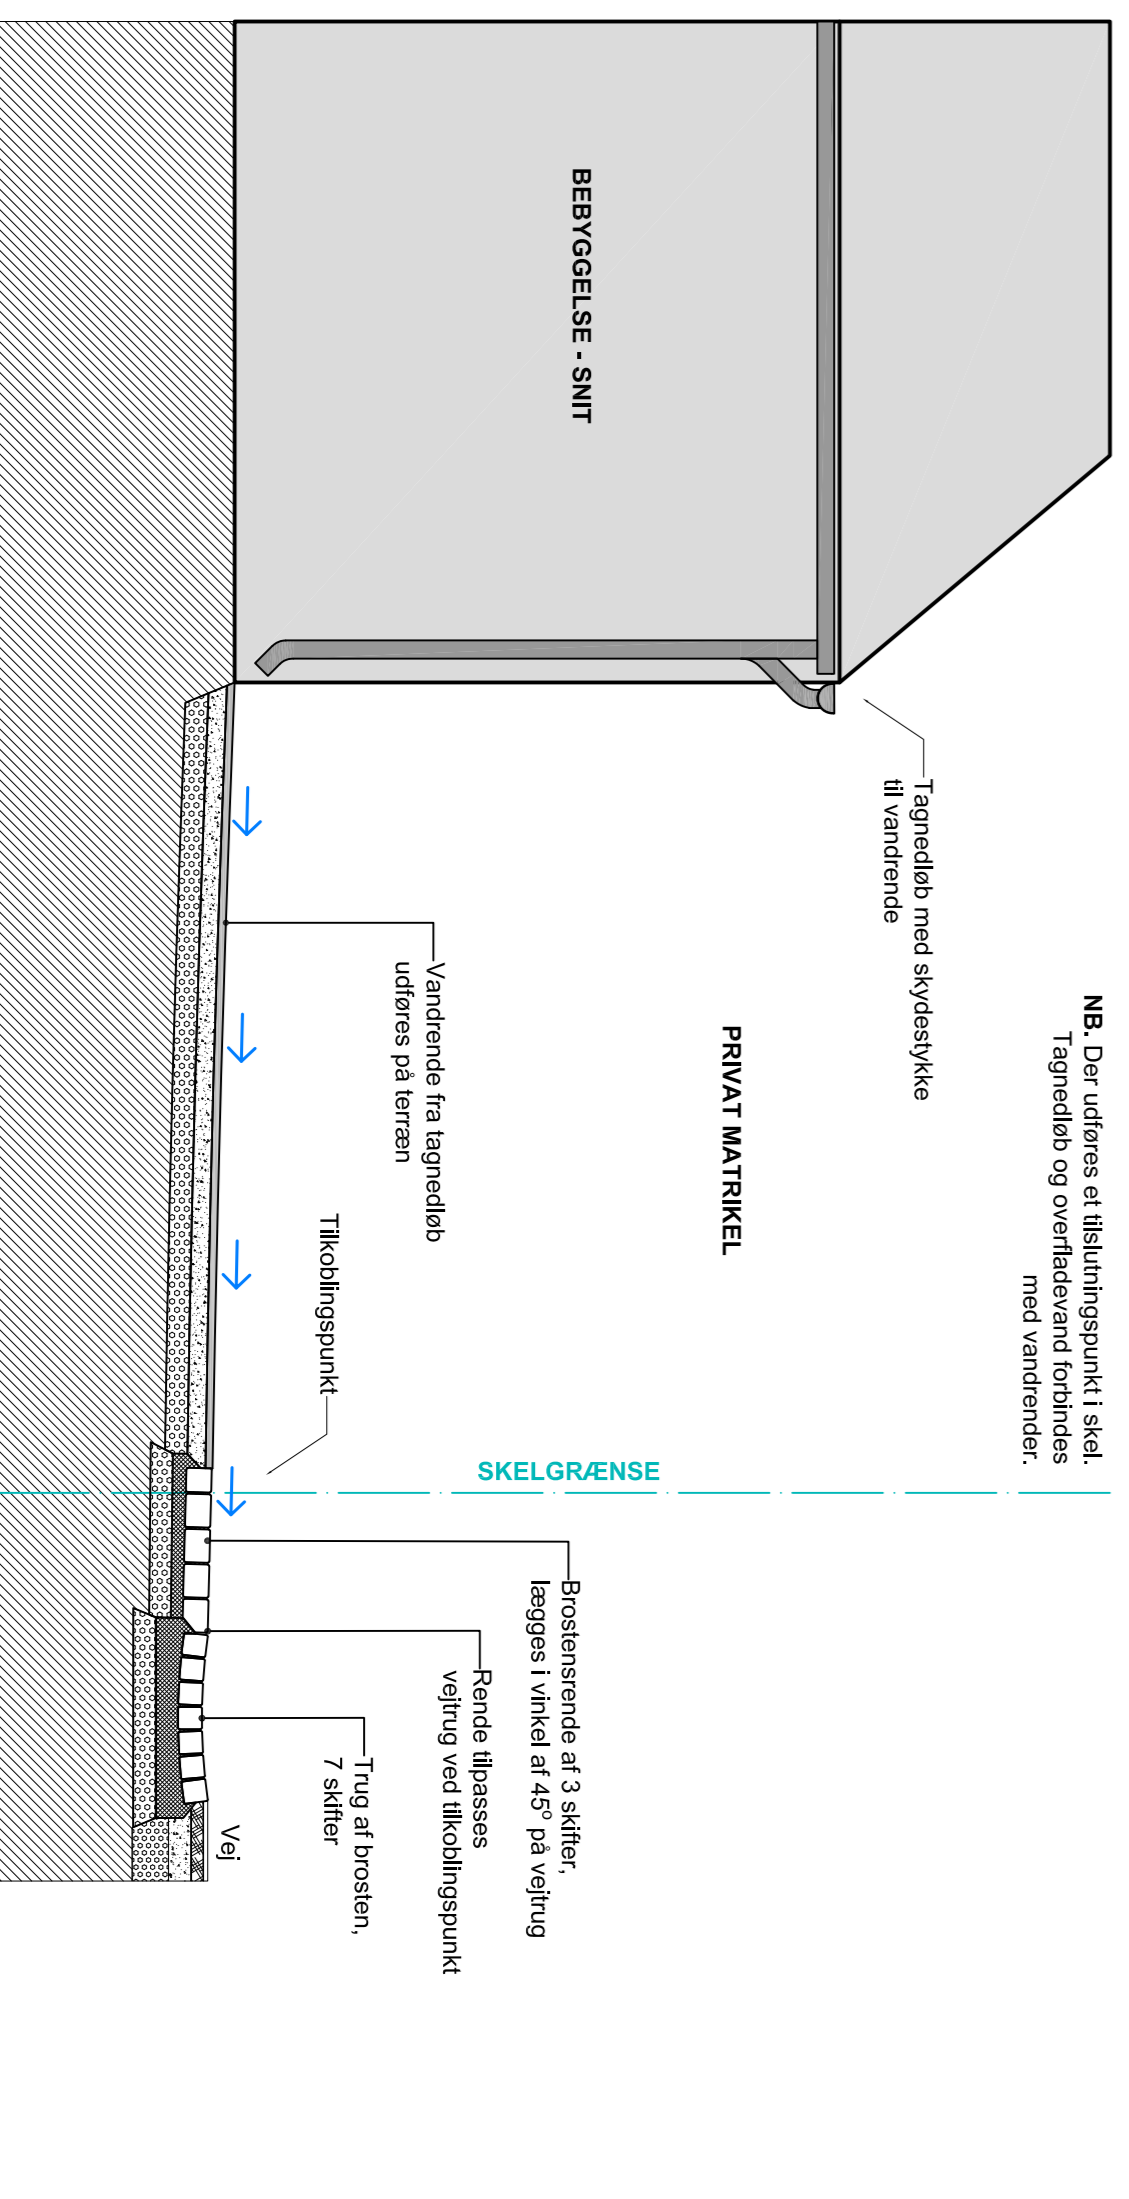 NB. Der udføres et tilslutningspunkt i skel.
Tagnedløb og overfladevand forbindes
med vandrender.
Tagnedløb med skydestykke
til vandrende
PRIVAT MATRIKEL
BEBYGGELSE - SNIT
SKELGRÆNSE
Brostensrende af 3 skifter,
lægges i vinkel af 45° på vejtrug
Rende tilpasses
vejtrug ved tilkoblingspunkt
Vandrende fra tagnedløb
udføres på terræn
Trug af brosten,
7 skifter
Tilkoblingspunkt
Vej